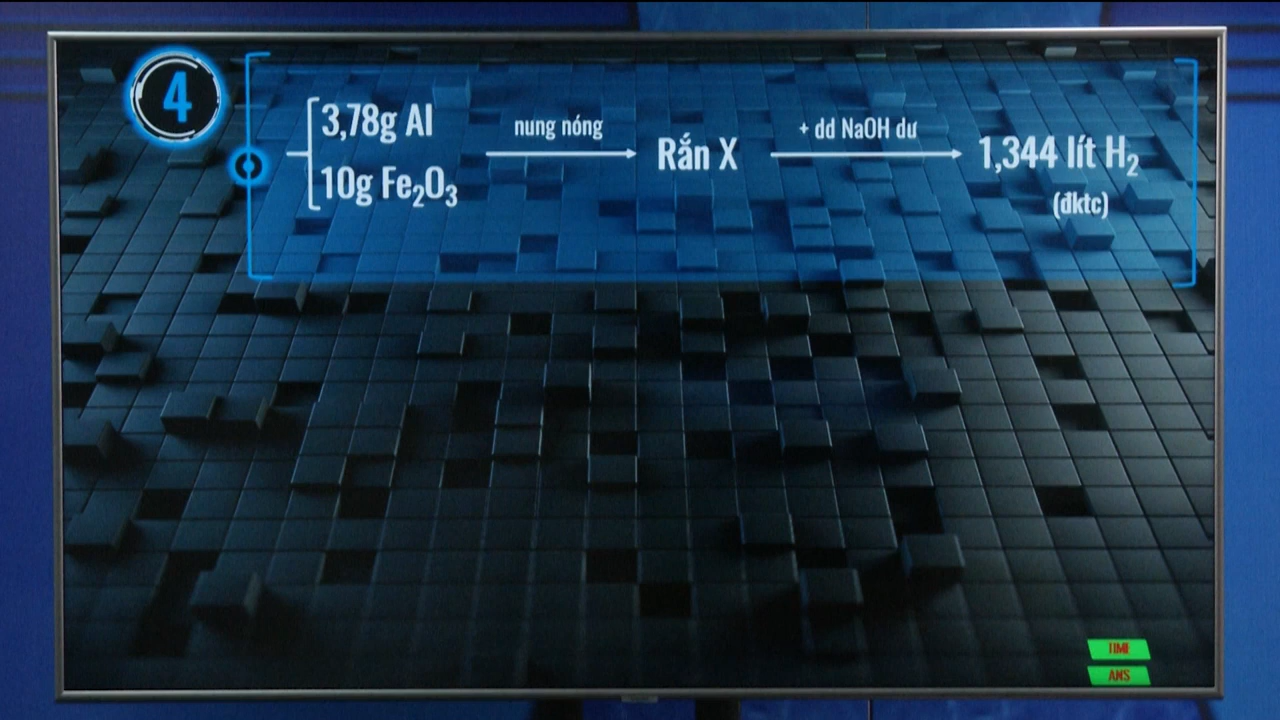 4
3,78g Al
10g Fe₂O₃
nung nóng
Rắn X
+ dd NaOH dư
1,344 lít H₂
(đktc)
TIME
ANS